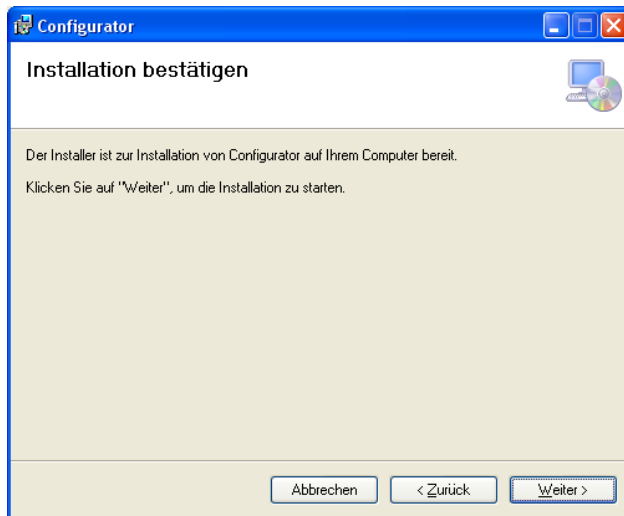 Configurator
Installation bestätigen
Der Installer ist zur Installation von Configurator auf Ihrem Computer bereit.
Klicken Sie auf "Weiter", um die Installation zu starten.
Abbrechen
< Zurück
Weiter >